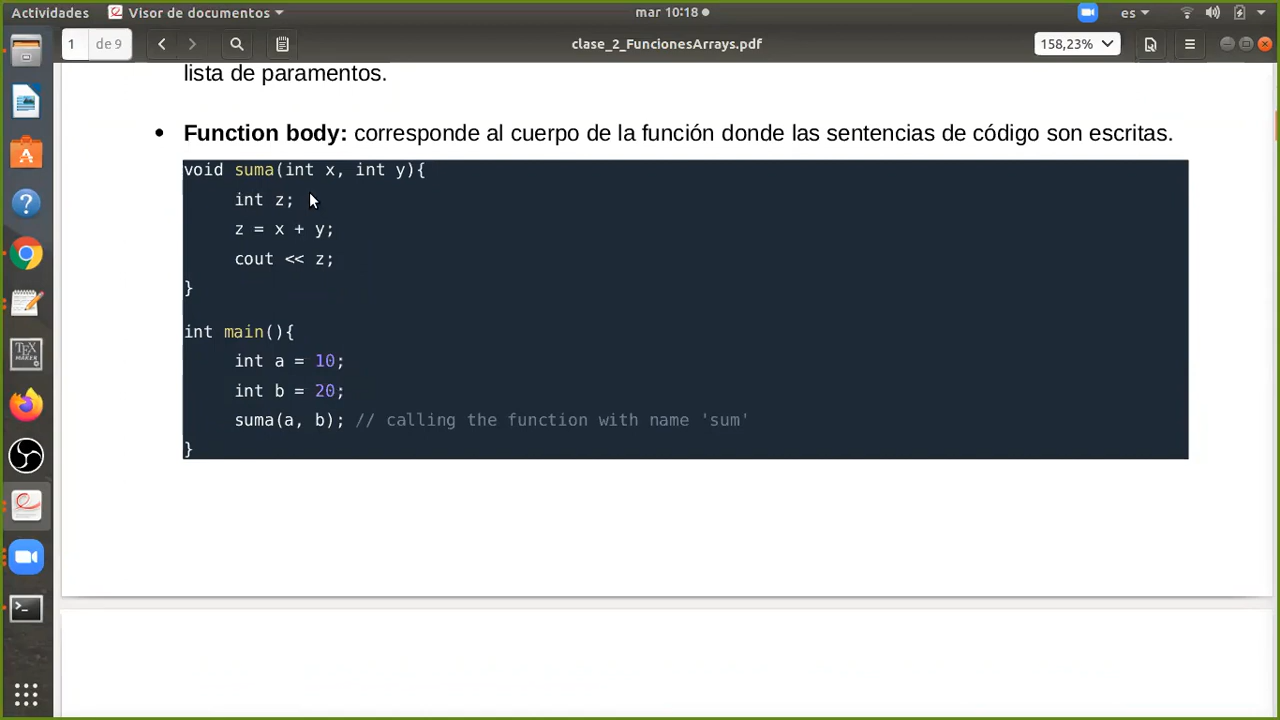 Actividades
Visor de documentos
mar 10:18
es
1
de 9
clase_2_FuncionesArrays.pdf
158,23%
lista de paramentos.
• Function body: corresponde al cuerpo de la función donde las sentencias de código son escritas.
void suma(int x, int y){
int z;
z = x + y;
cout << z;
}
int main(){
int a = 10;
int b = 20;
suma(a, b); // calling the function with name 'sum'
}
TEX
MAKER